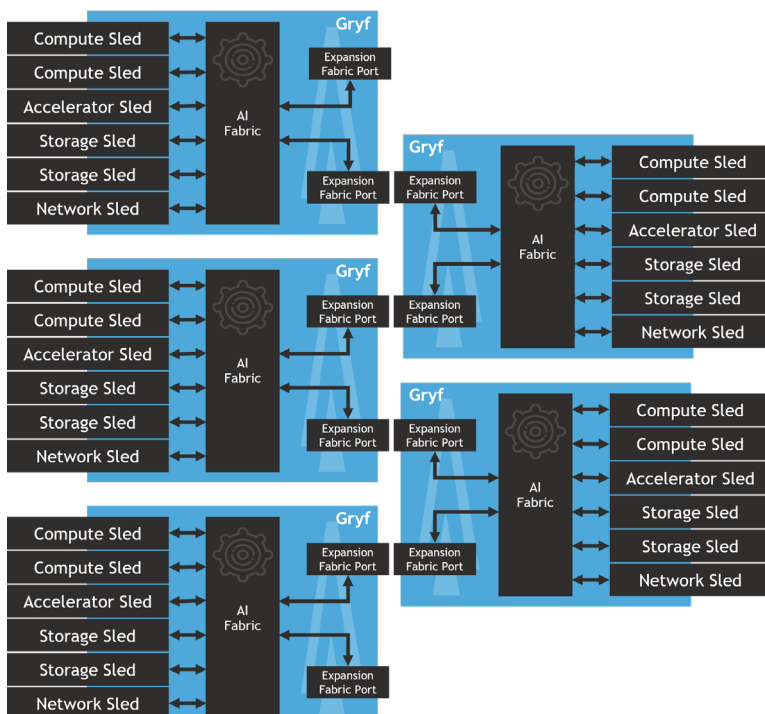 Gryf
Compute Sled
Compute Sled
Accelerator Sled
Storage Sled
Storage Sled
Network Sled
AI
Fabric
Expansion
Fabric Port
Expansion
Fabric Port
Gryf
Expansion
Fabric Port
Expansion
Fabric Port
AI
Fabric
Compute Sled
Compute Sled
Accelerator Sled
Storage Sled
Storage Sled
Network Sled
Gryf
Compute Sled
Compute Sled
Accelerator Sled
Storage Sled
Storage Sled
Network Sled
AI
Fabric
Expansion
Fabric Port
Expansion
Fabric Port
Gryf
Expansion
Fabric Port
Expansion
Fabric Port
AI
Fabric
Compute Sled
Compute Sled
Accelerator Sled
Storage Sled
Storage Sled
Network Sled
Gryf
Compute Sled
Compute Sled
Accelerator Sled
Storage Sled
Storage Sled
Network Sled
AI
Fabric
Expansion
Fabric Port
Expansion
Fabric Port